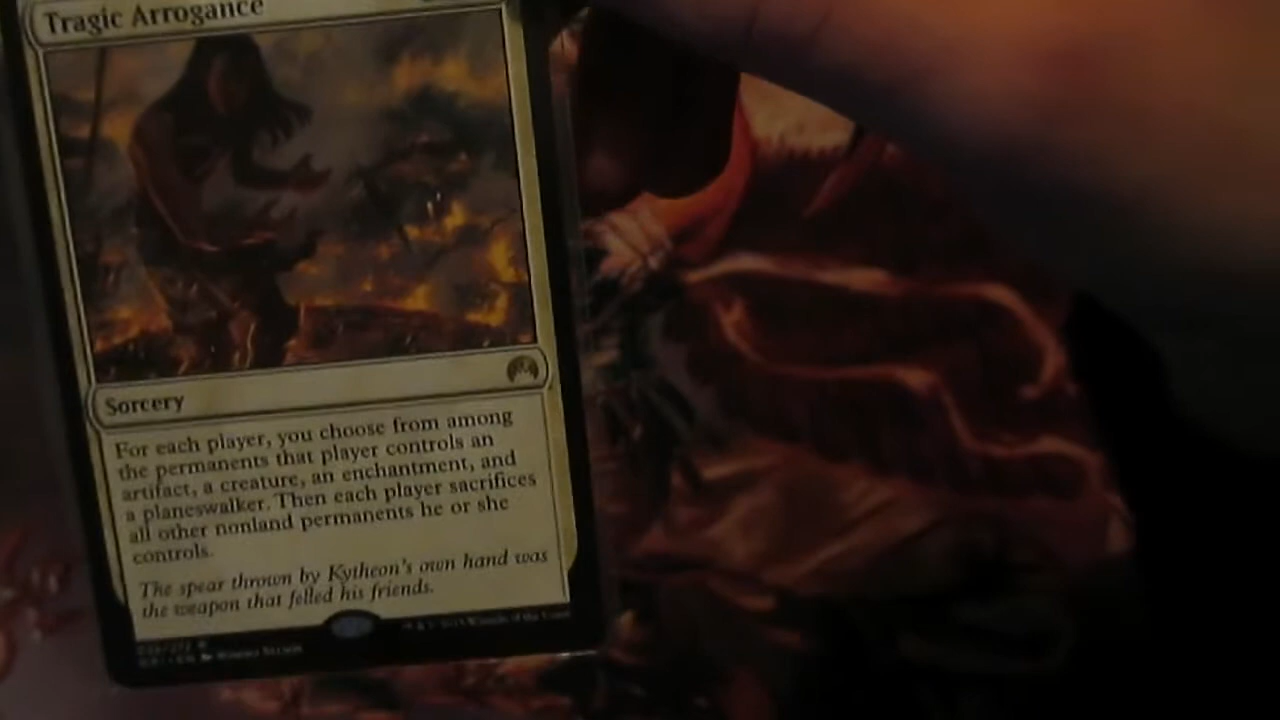 Tragic Arrogance
Sorcery
For each player, you choose from among
the permanents that player controls an
artifact, a creature, an enchantment, and
a planeswalker. Then each player sacrifices
all other nonland permanents he or she
controls.
The spear thrown by Kytheon's own hand was
the weapon that felled his friends.